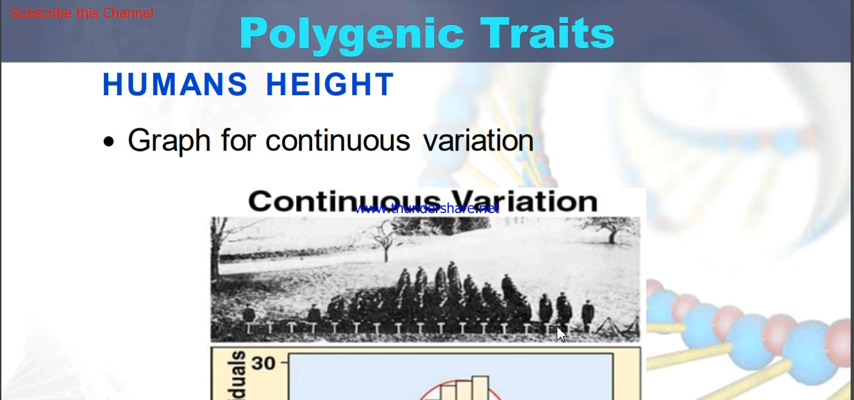 Subscribe this Channel
Polygenic Traits
HUMANS HEIGHT
• Graph for continuous variation
Continuous Variation
www.thundershare.net
30
duals